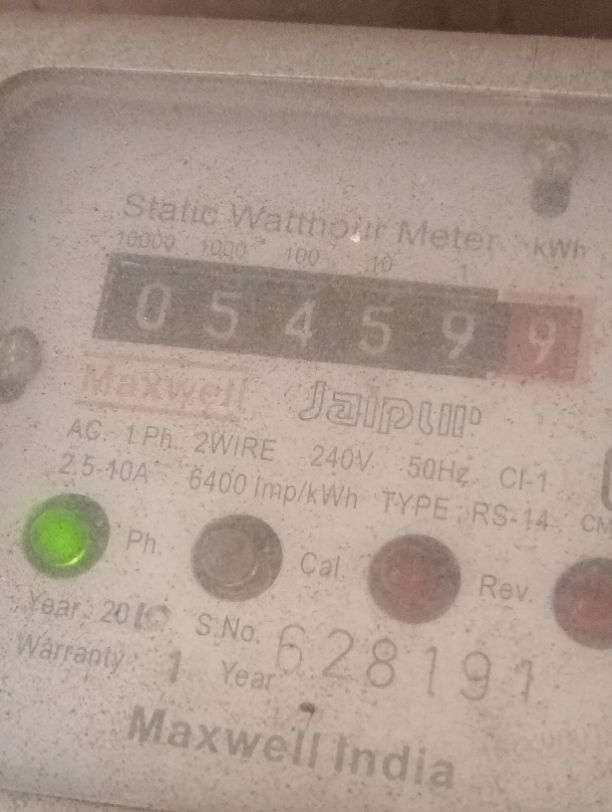 Static Watthour Meter kWh
10000 1000 100 10 1
0 5 4 5 9 9
Maxwell Jaipur
AC. 1 Ph. 2WIRE 240V 50Hz Cl-1
2.5-10A 6400 Imp/kWh TYPE RS-14
Ph. Cal. Rev.
Year S.No. 628191
Warranty 1 Year
Maxwell India